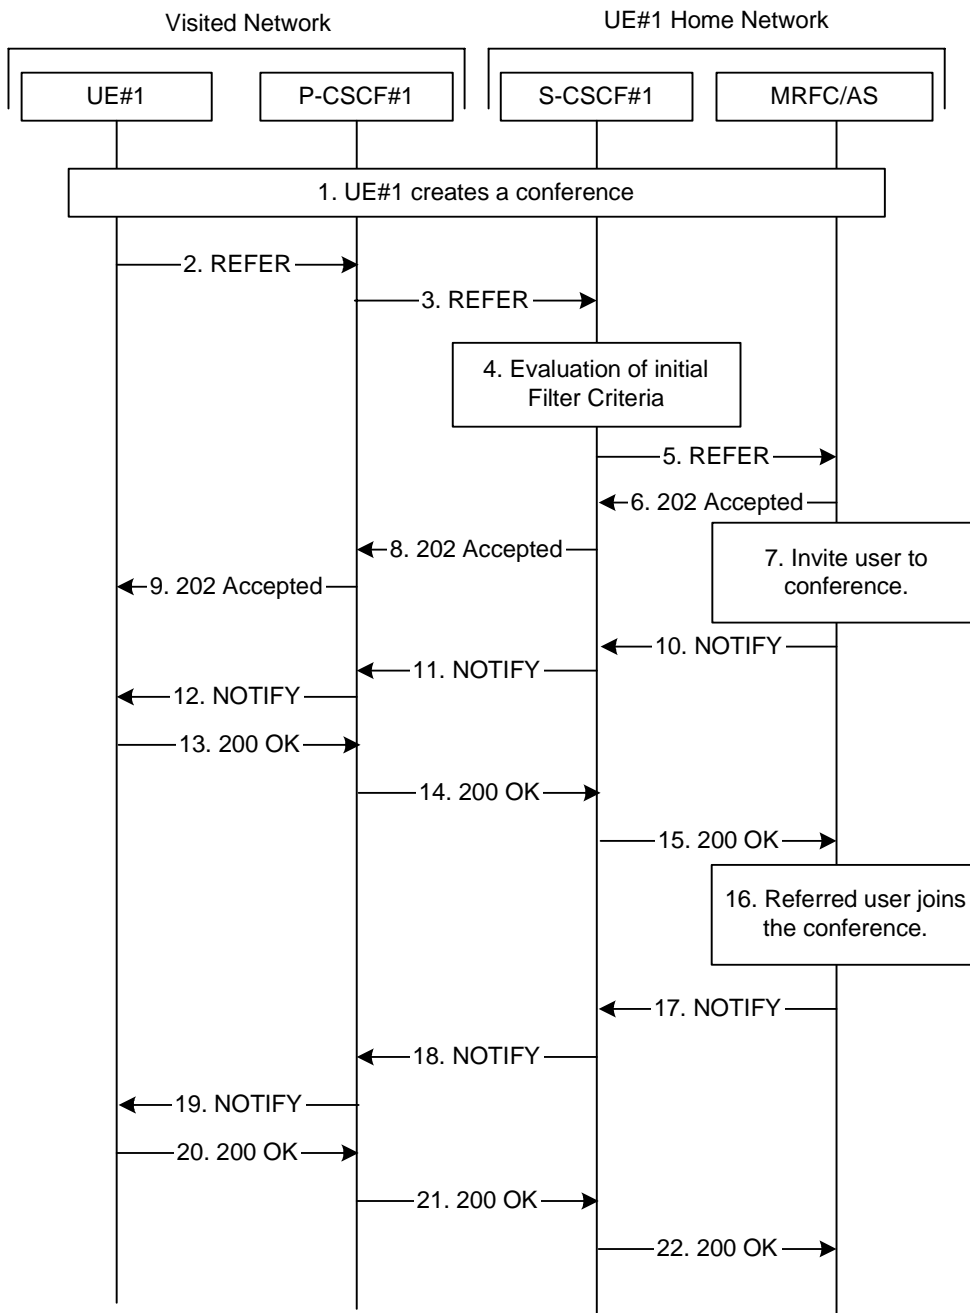 Visited Network
UE#1 Home Network
UE#1
P-CSCF#1
S-CSCF#1
MRFC/AS
1. UE#1 creates a conference
2. REFER
3. REFER
4. Evaluation of initial
Filter Criteria
5. REFER
6. 202 Accepted
7. Invite user to
conference.
8. 202 Accepted
9. 202 Accepted
10. NOTIFY
11. NOTIFY
12. NOTIFY
13. 200 OK
14. 200 OK
15. 200 OK
16. Referred user joins
the conference.
17. NOTIFY
18. NOTIFY
19. NOTIFY
20. 200 OK
21. 200 OK
22. 200 OK